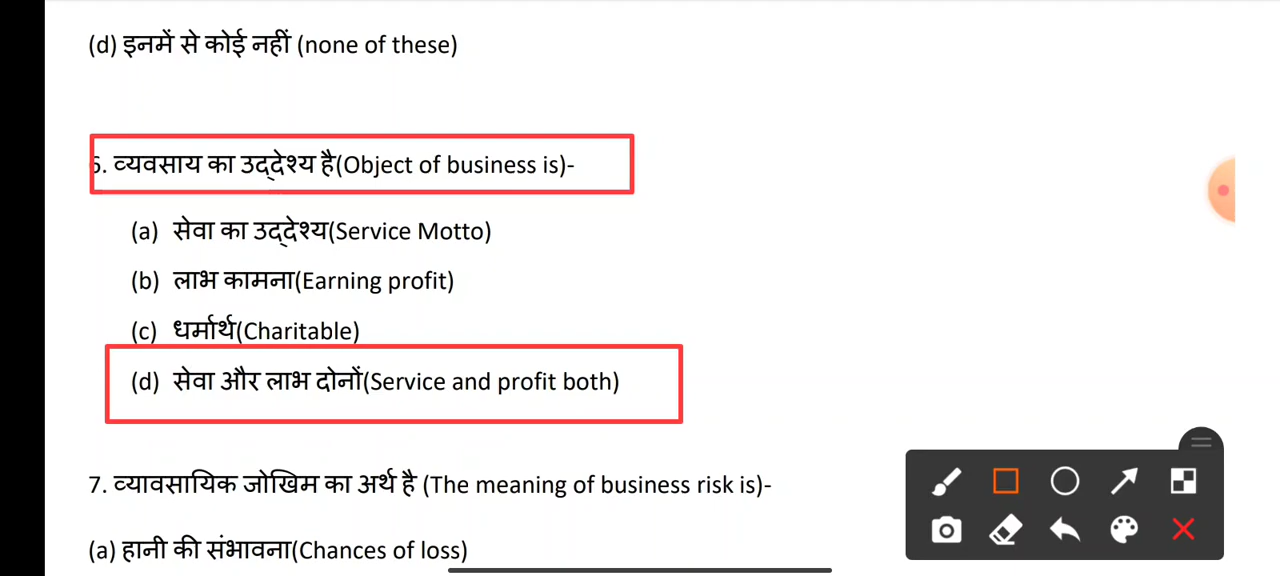 (d) इनमें से कोई नहीं (none of these)
6. व्यवसाय का उद्देश्य है(Object of business is)-
(a) सेवा का उद्देश्य(Service Motto)
(b) लाभ कामना(Earning profit)
(c) धर्मार्थ(Charitable)
(d) सेवा और लाभ दोनों(Service and profit both)
7. व्यावसायिक जोखिम का अर्थ है (The meaning of business risk is)-
(a) हानी की संभावना(Chances of loss)